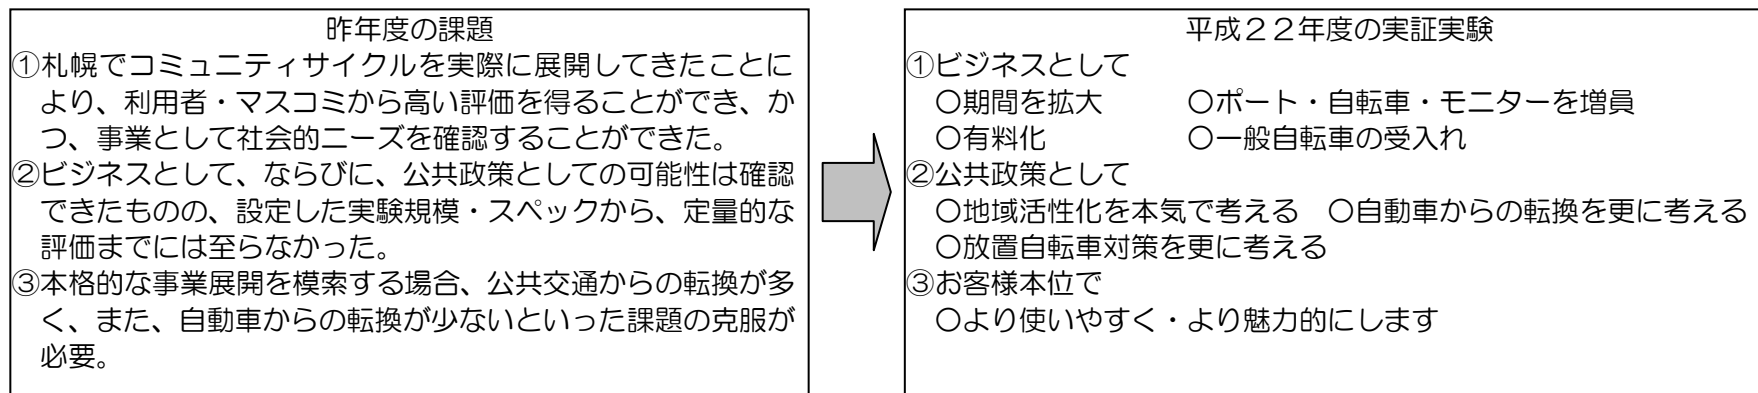 昨年度の課題
①札幌でコミュニティサイクルを実際に展開してきたことに
より、利用者・マスコミから高い評価を得ることができ、か
つ、事業として社会的ニーズを確認することができた。
②ビジネスとして、ならびに、公共政策としての可能性は確認
できたものの、設定した実験規模・スペックから、定量的な
評価までには至らなかった。
③本格的な事業展開を模索する場合、公共交通からの転換が多
く、また、自動車からの転換が少ないといった課題の克服が
必要。
平成２２年度の実証実験
①ビジネスとして
〇期間を拡大 〇ポート・自転車・モニターを増員
〇有料化 〇一般自転車の受入れ
②公共政策として
〇地域活性化を本気で考える 〇自動車からの転換を更に考える
〇放置自転車対策を更に考える
③お客様本位で
〇より使いやすく・より魅力的にします